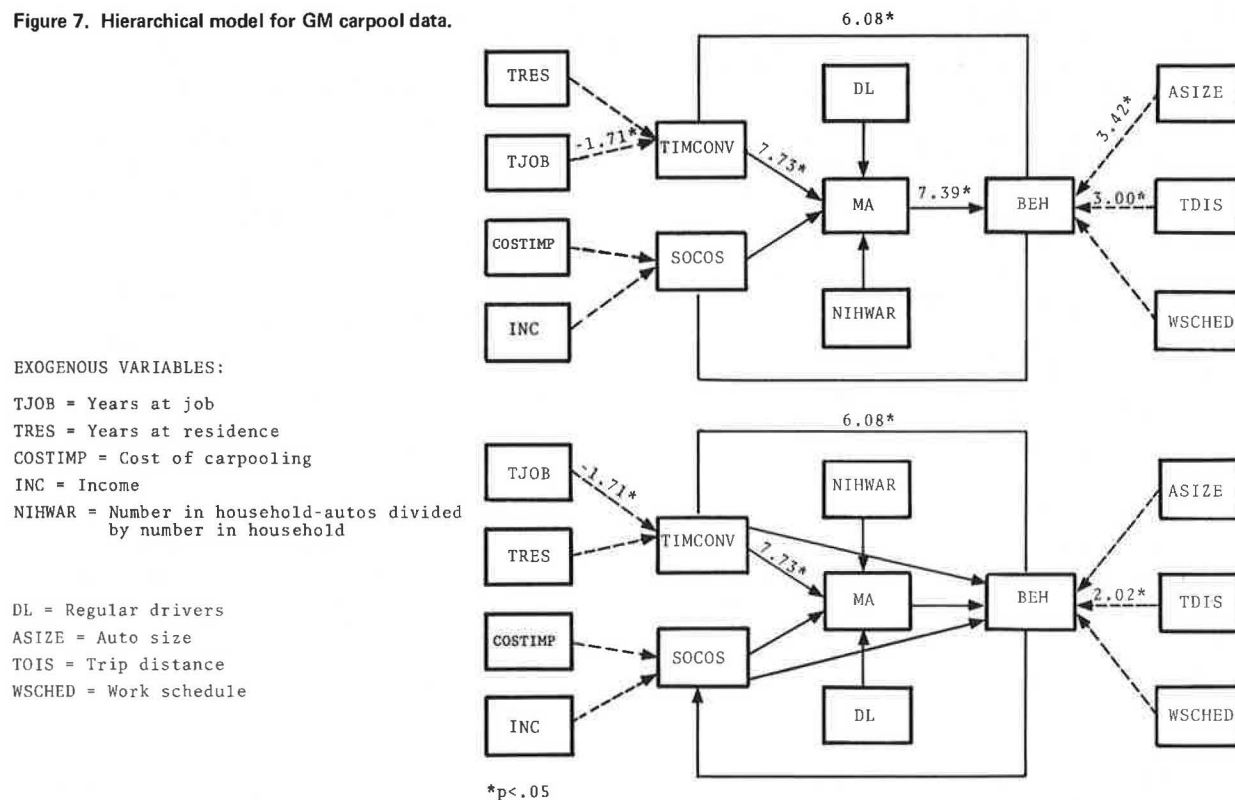 Figure 7. Hierarchical model for GM carpool data.
6.08*
TRES
DL
ASIZE
3.42*
TJOB
-1.71*
TIMCONV
7.73*
MA
7.39*
BEH
3.00*
TDIS
COSTIMP
SOCOS
INC
NIHWAR
WSCHED
EXOGENOUS VARIABLES:
TJOB = Years at job
TRES = Years at residence
COSTIMP = Cost of carpooling
INC = Income
NIHWAR = Number in household-autos divided
by number in household
DL = Regular drivers
ASIZE = Auto size
TOIS = Trip distance
WSCHED = Work schedule
6.08*
TJOB
-1.71*
NIHWAR
ASIZE
TRES
TIMCONV
7.73*
MA
BEH
2.02*
TDIS
COSTIMP
SOCOS
INC
DL
WSCHED
*p<.05